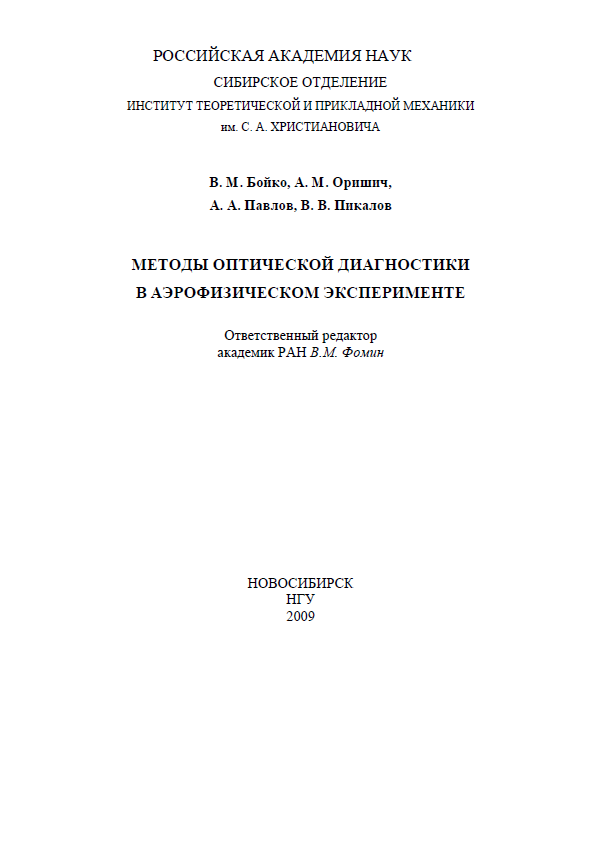 РОССИЙСКАЯ АКАДЕМИЯ НАУК
СИБИРСКОЕ ОТДЕЛЕНИЕ
ИНСТИТУТ ТЕОРЕТИЧЕСКОЙ И ПРИКЛАДНОЙ МЕХАНИКИ
им. С. А. ХРИСТИАНОВИЧА
В. М. Бойко, А. М. Оришич,
А. А. Павлов, В. В. Пикалов
МЕТОДЫ ОПТИЧЕСКОЙ ДИАГНОСТИКИ
В АЭРОФИЗИЧЕСКОМ ЭКСПЕРИМЕНТЕ
Ответственный редактор
академик РАН В.М. Фомин
НОВОСИБИРСК
НГУ
2009